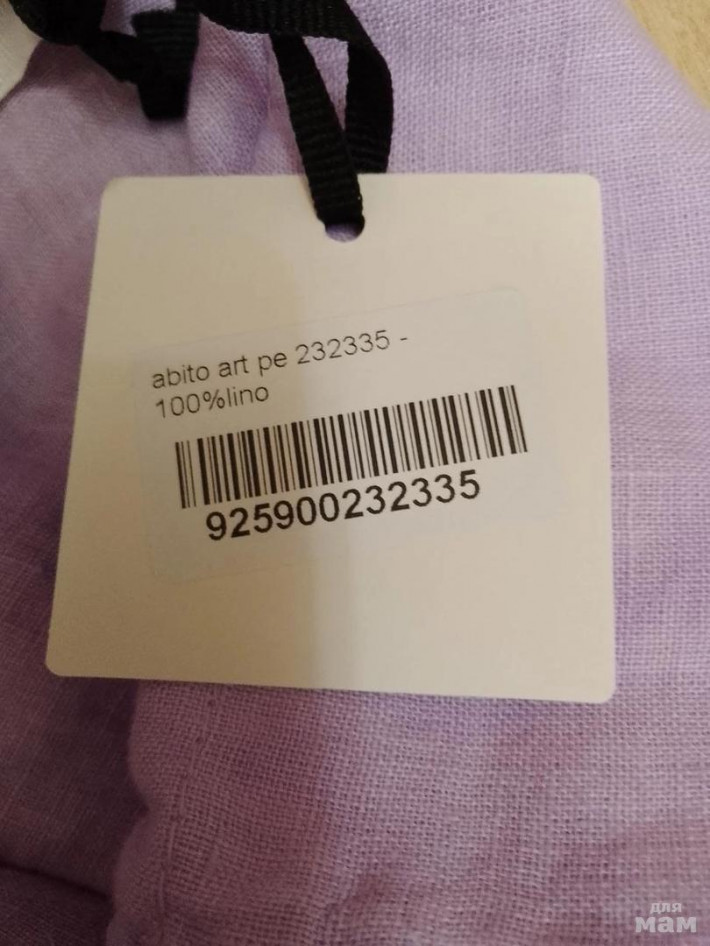 abito art pe 232335 -
100%lino
925900232335
для
мам